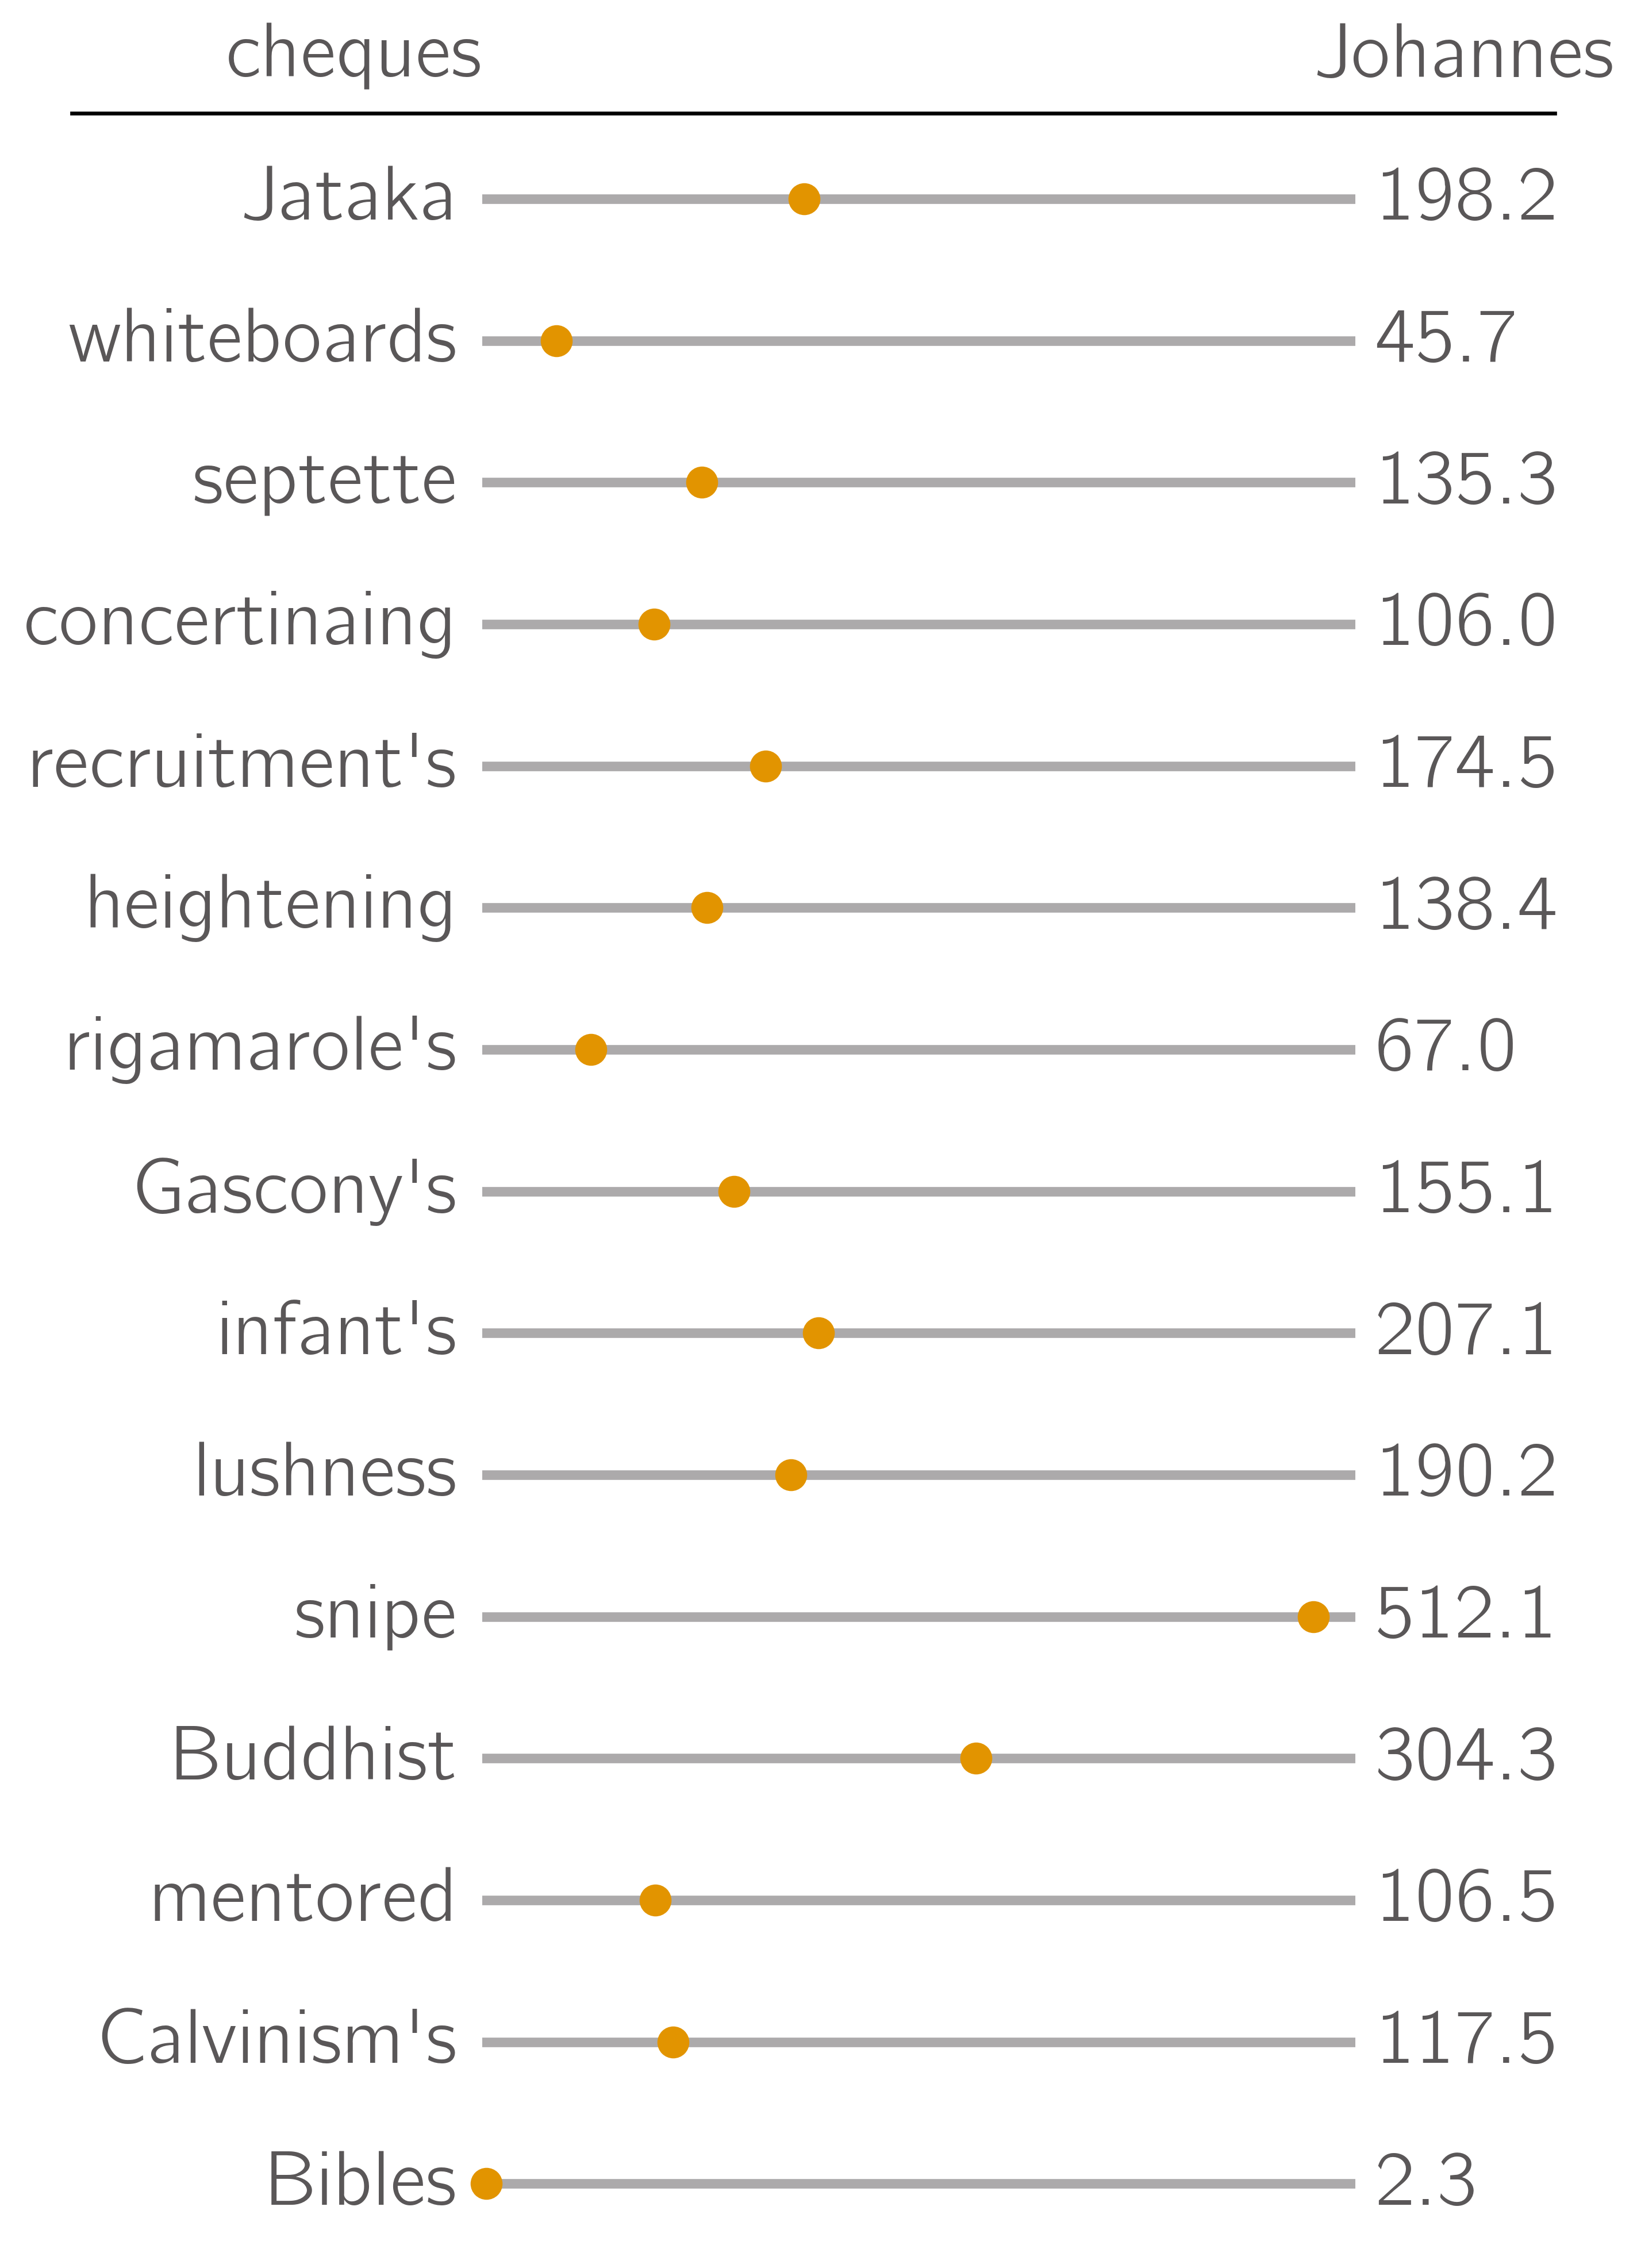 cheques Johannes
Jataka 198.2
whiteboards 45.7
septette 135.3
concertinaing 106.0
recruitment's 174.5
heightening 138.4
rigamarole's 67.0
Gascony's 155.1
infant's 207.1
lushness 190.2
snipe 512.1
Buddhist 304.3
mentored 106.5
Calvinism's 117.5
Bibles 2.3